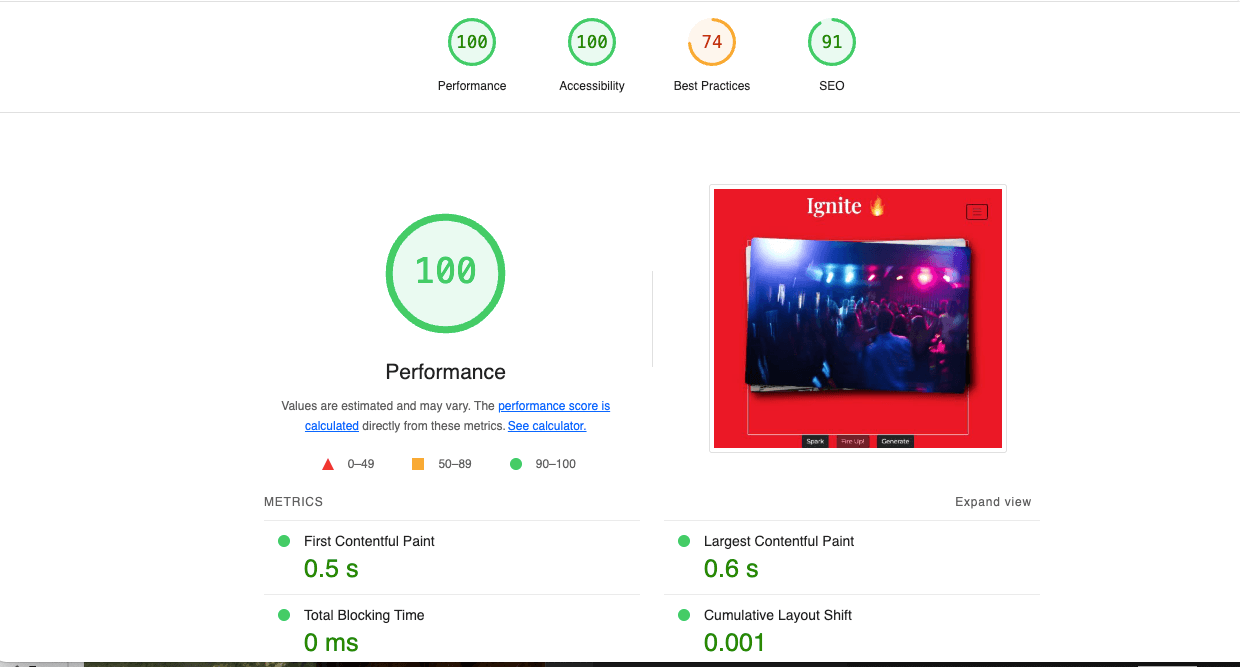 100
100
74
91
Performance
Accessibility
Best Practices
SEO
100
Performance
Values are estimated and may vary. The performance score is
calculated directly from these metrics. See calculator.
0–49
50–89
90–100
Ignite 🔥
Spark
Fire Up!
Generate
METRICS
Expand view
First Contentful Paint
0.5 s
Largest Contentful Paint
0.6 s
Total Blocking Time
0 ms
Cumulative Layout Shift
0.001